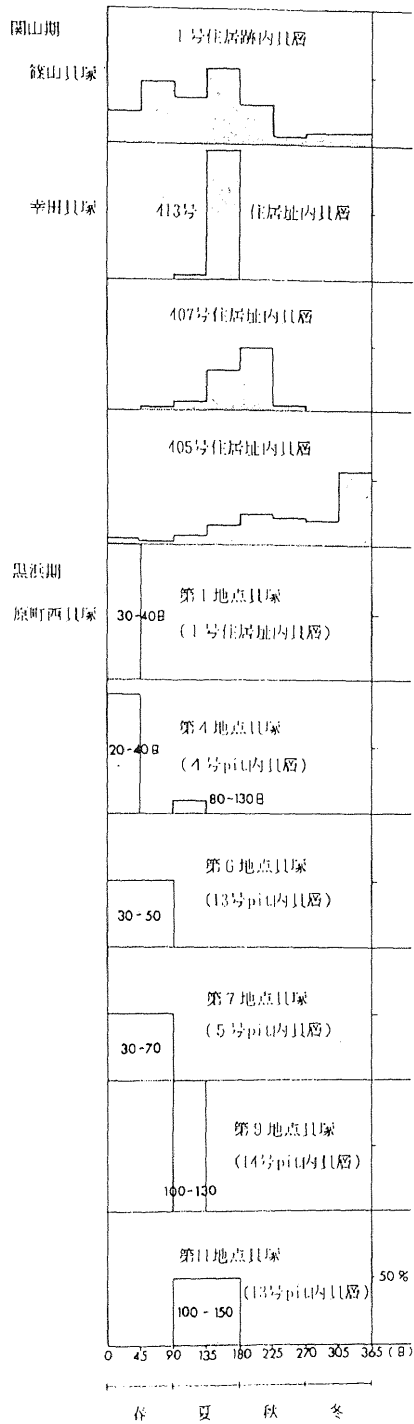 関山期
1号住居跡内貝層
篠山貝塚
幸田貝塚
413号 住居址内貝層
407号住居址内貝層
405号住居址内貝層
黒浜期
原町西貝塚
第1地点貝塚
30-40日
(1号住居址内貝層)
第4地点貝塚
20-40日
(4号pit内貝層)
80-130日
第6地点貝塚
(13号pit内貝層)
30-50
第7地点貝塚
(5号pit内貝層)
30-70
第9地点貝塚
(14号pit内貝層)
100-130
第11地点貝塚
(13号pit内貝層)
50%
100-150
0 45 90 135 180 225 270 305 365 (日)
春 夏 秋 冬